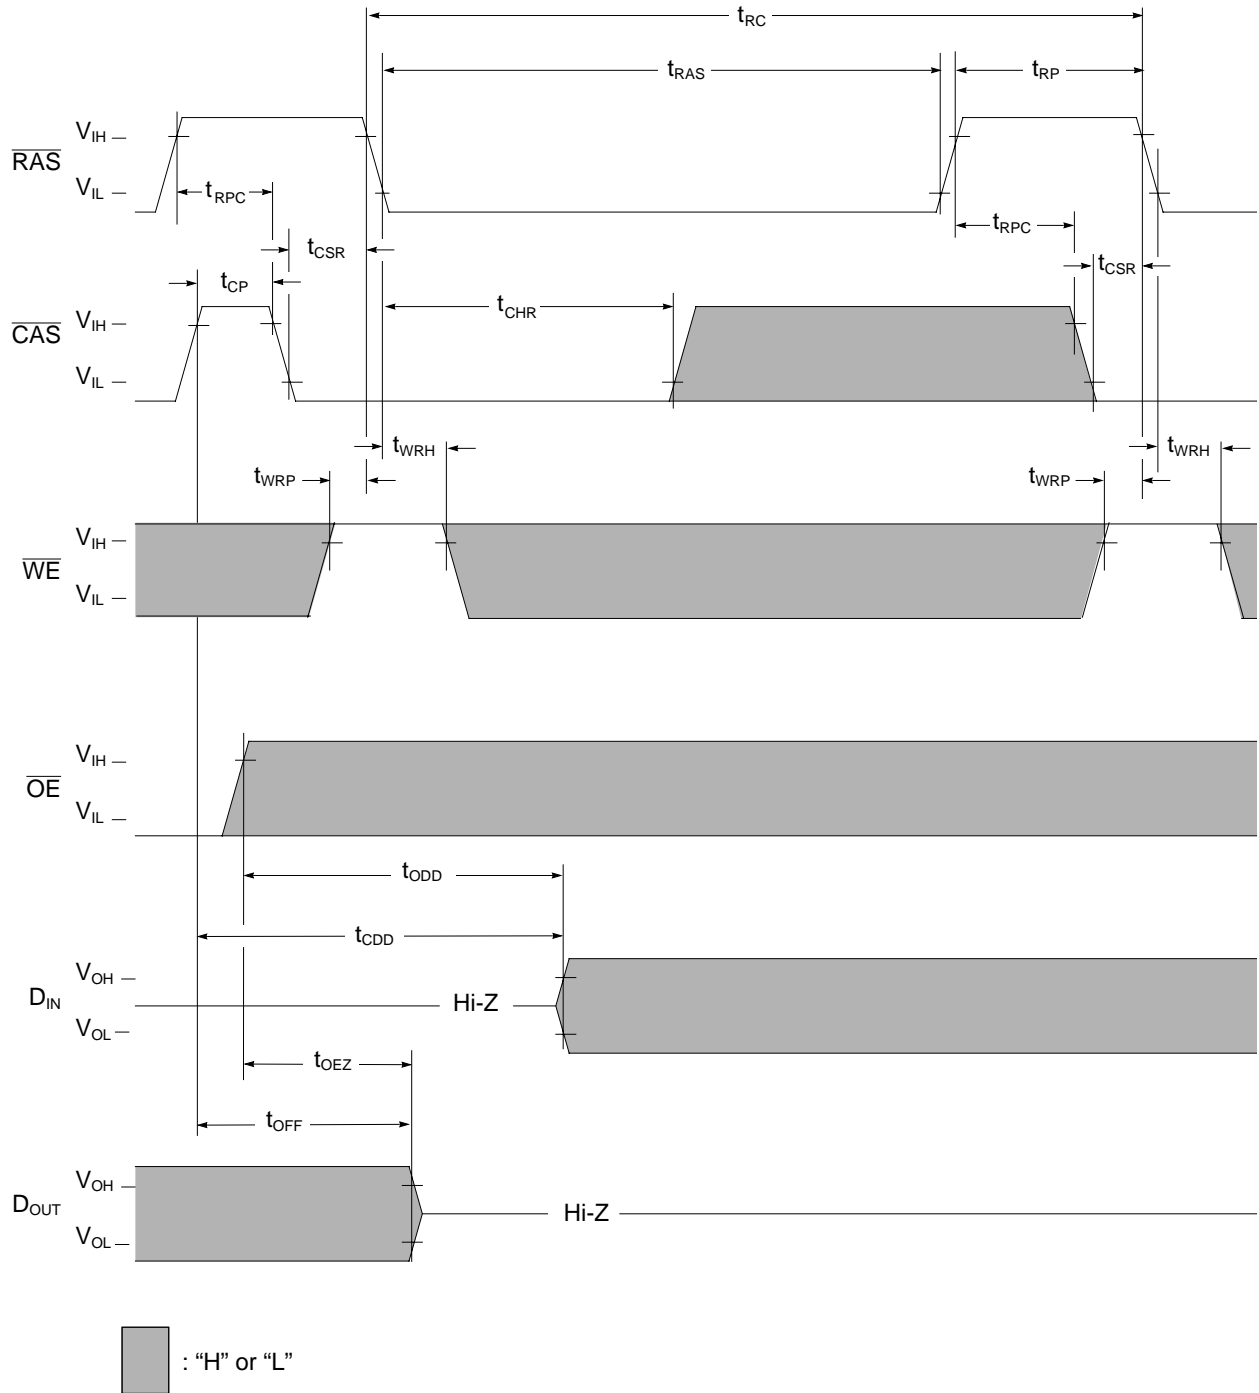 tRC
tRAS
tRP
VIH
RAS
VIL
tRPC
tRPC
tCSR
tCSR
tCP
tCHR
VIH
CAS
VIL
tWRH
tWRH
tWRP
tWRP
VIH
WE
VIL
VIH
OE
VIL
tODD
tCDD
VOH
DIN
Hi-Z
VOL
tOEZ
tOFF
VOH
DOUT
Hi-Z
VOL
: “H” or “L”